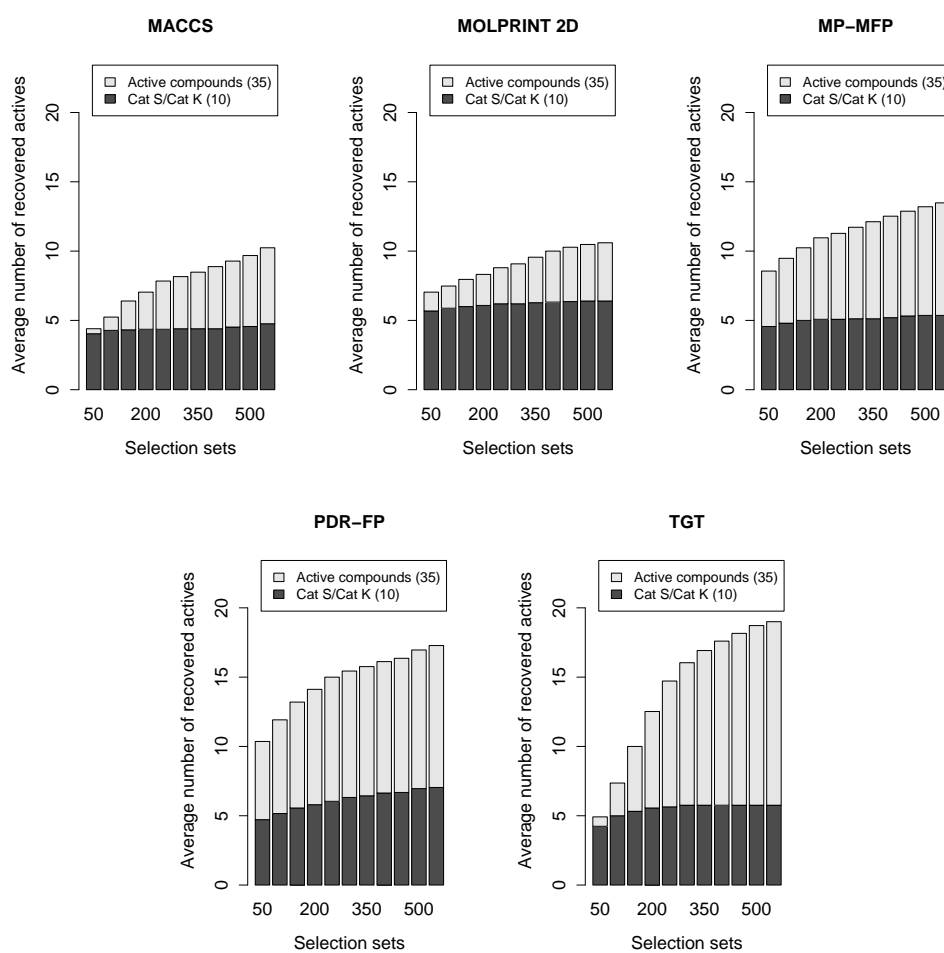 MACCS
Active compounds (35)
Cat S/Cat K (10)
Average number of recovered actives
0 5 10 15 20
50 200 350 500
Selection sets
MOLPRINT 2D
Active compounds (35)
Cat S/Cat K (10)
Average number of recovered actives
0 5 10 15 20
50 200 350 500
Selection sets
MP−MFP
Active compounds (35)
Cat S/Cat K (10)
Average number of recovered actives
0 5 10 15 20
50 200 350 500
Selection sets
PDR−FP
Active compounds (35)
Cat S/Cat K (10)
Average number of recovered actives
0 5 10 15 20
50 200 350 500
Selection sets
TGT
Active compounds (35)
Cat S/Cat K (10)
Average number of recovered actives
0 5 10 15 20
50 200 350 500
Selection sets